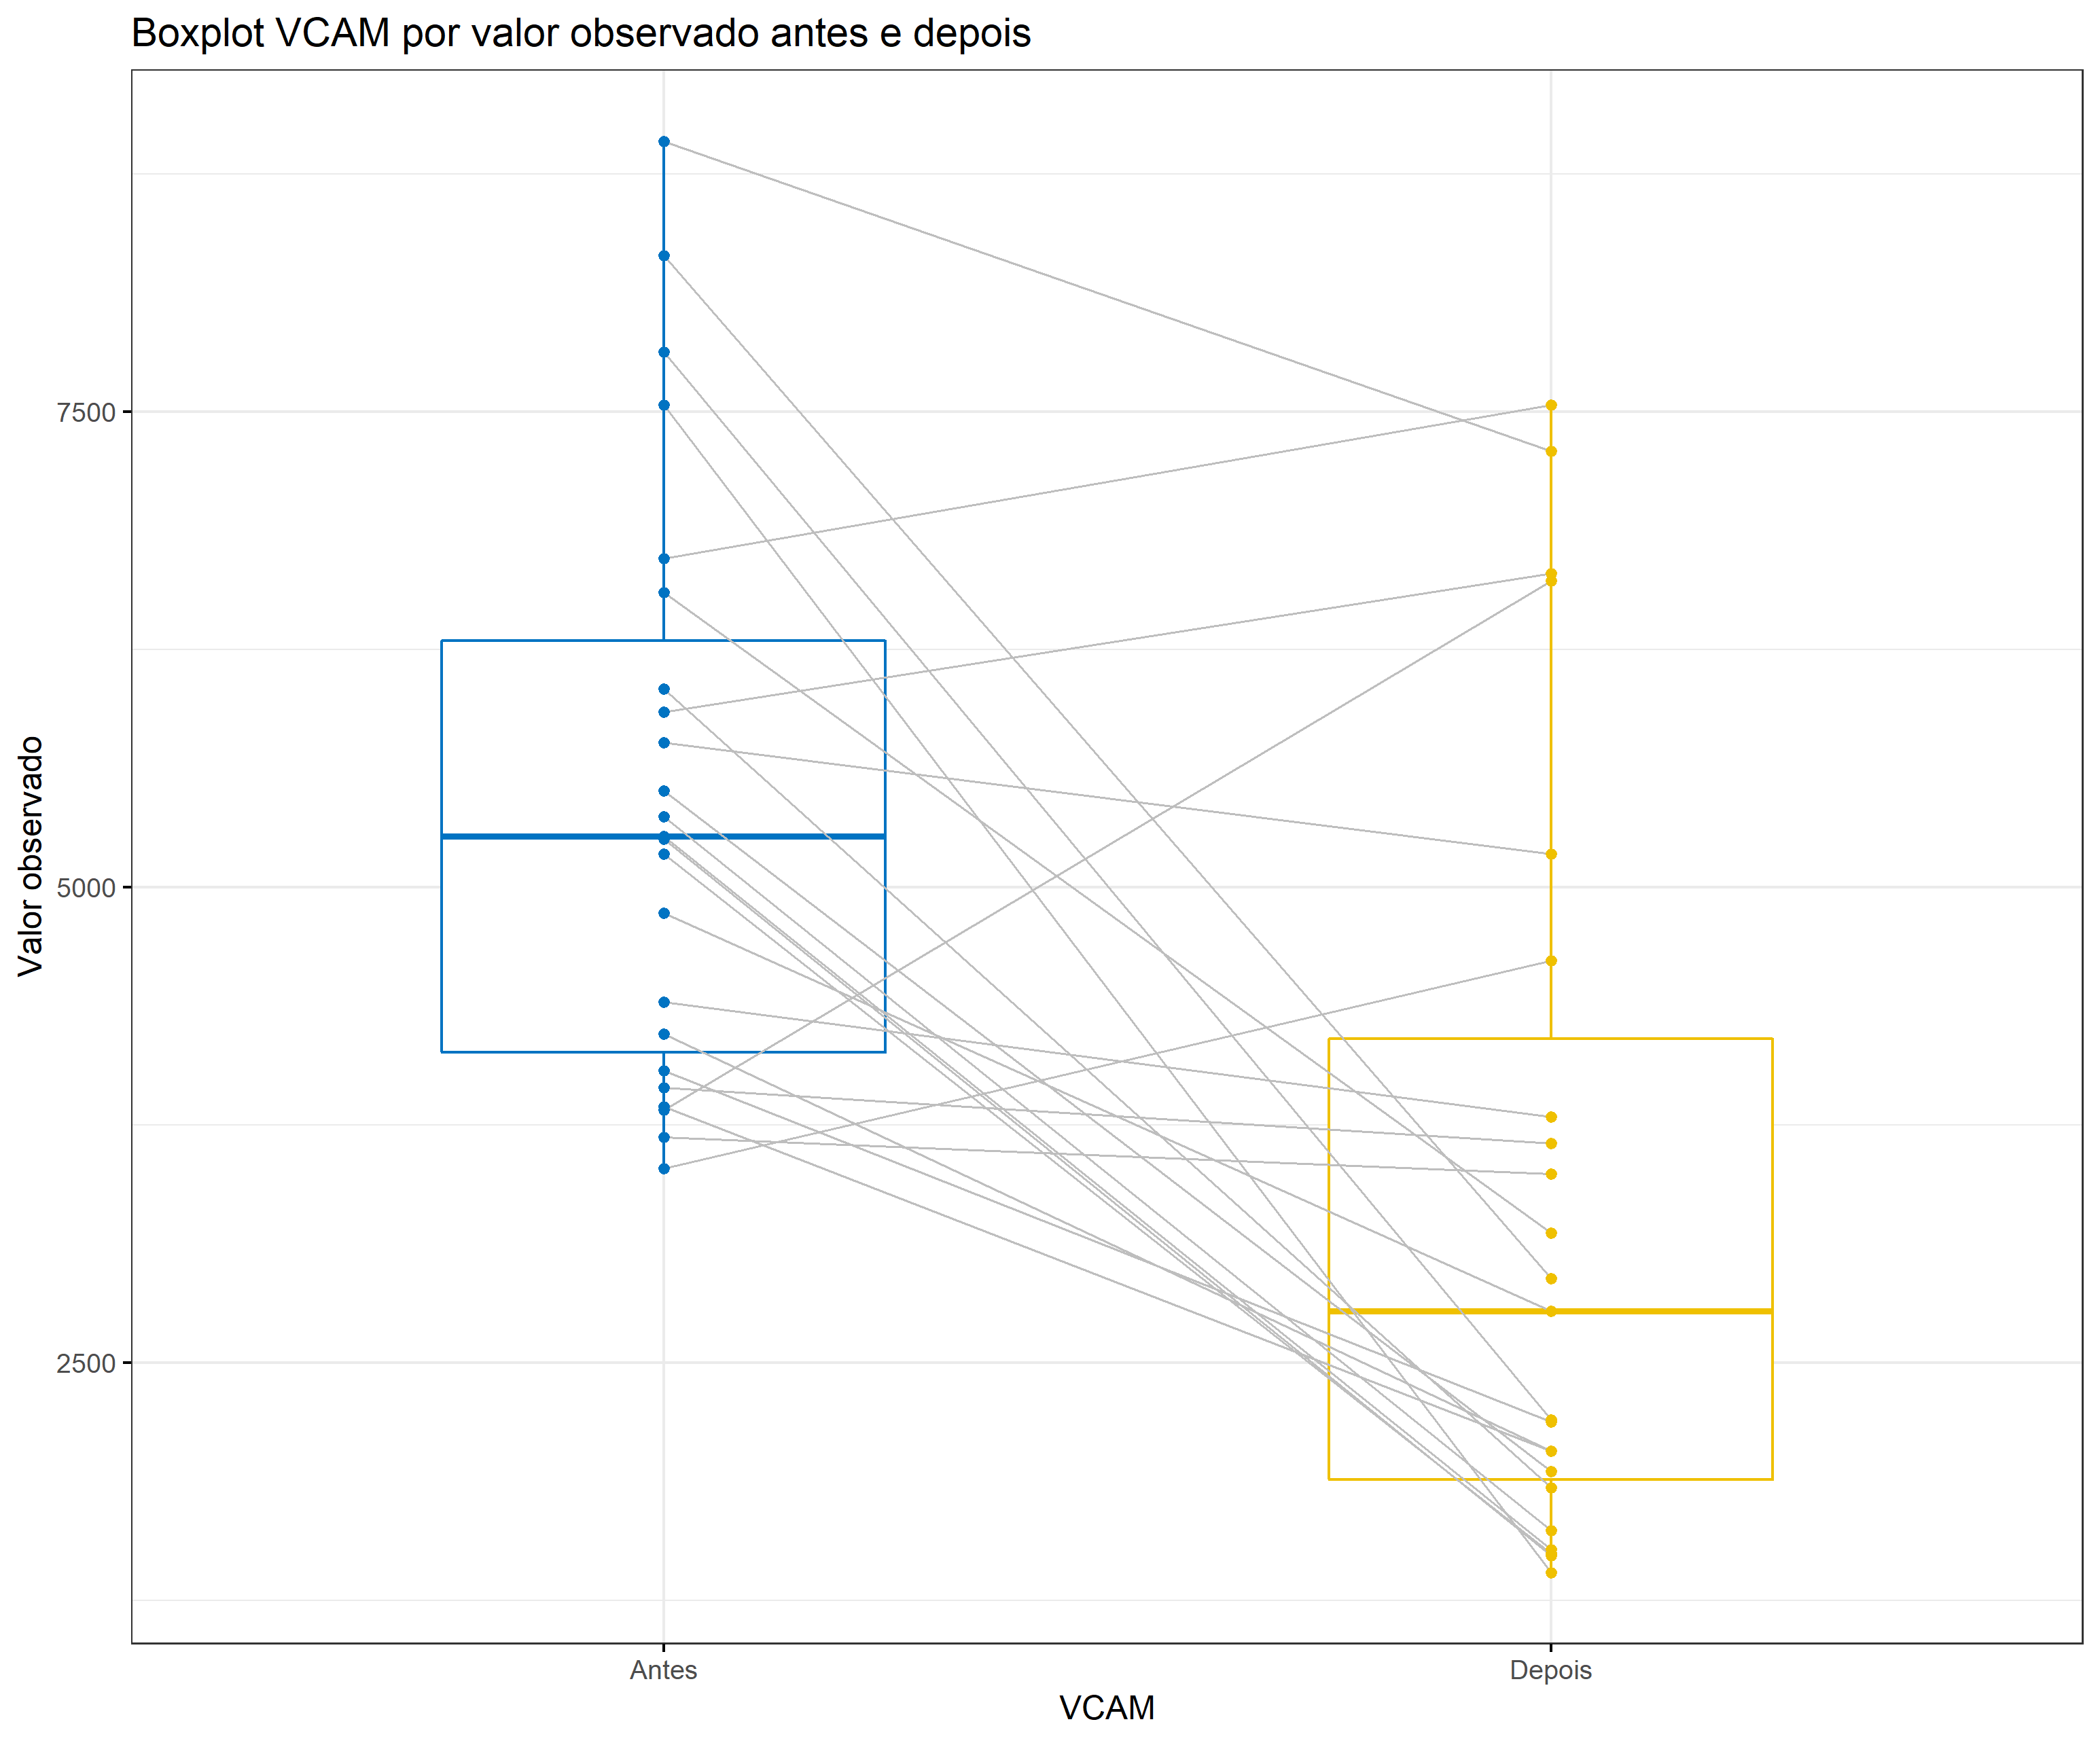 Boxplot VCAM por valor observado antes e depois
Valor observado
7500
5000
2500
Antes
Depois
VCAM